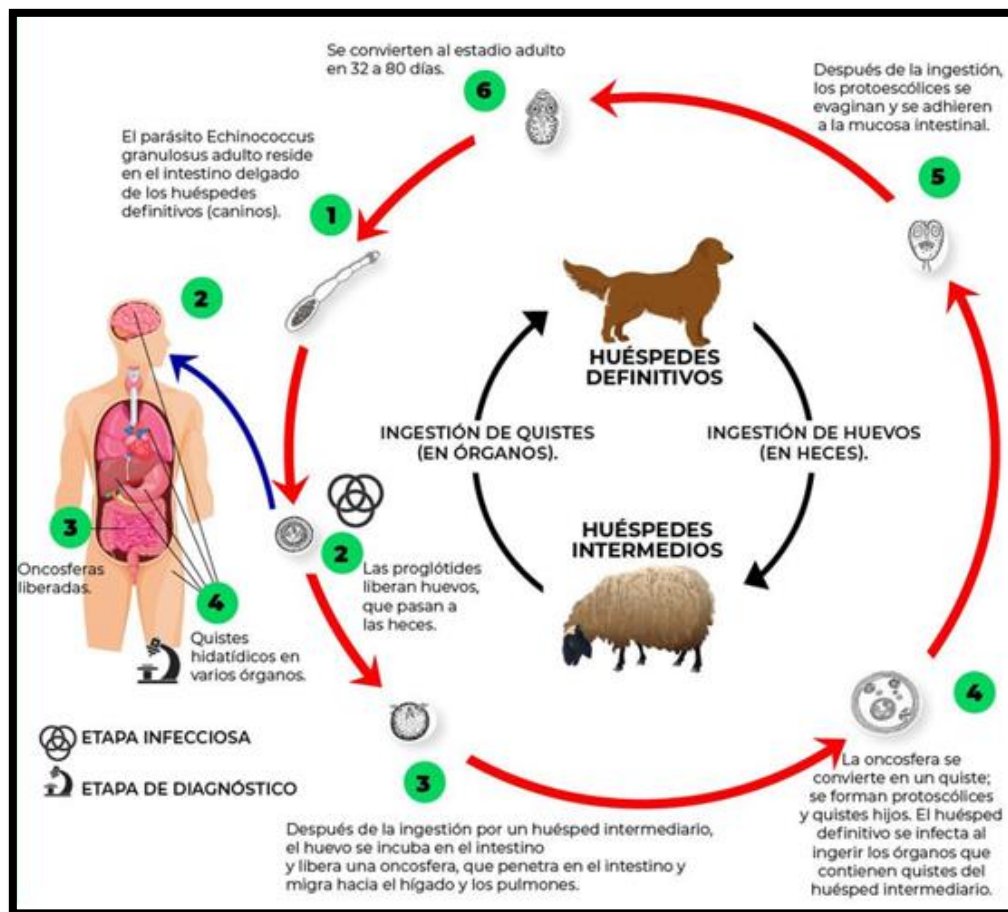 Se convierten al estadio adulto
en 32 a 80 días.
6
Después de la ingestión,
los protoescólices se
evaginan y se adhieren
a la mucosa intestinal.
5
El parásito Echinococcus
granulosus adulto reside
en el intestino delgado
de los huéspedes
definitivos (caninos).
1
2
HUÉSPEDES
DEFINITIVOS
INGESTIÓN DE QUISTES
(EN ÓRGANOS).
INGESTIÓN DE HUEVOS
(EN HECES).
HUÉSPEDES
INTERMEDIOS
3
Oncosferas
liberadas.
4
Quistes
hidatídicos en
varios órganos.
2
Las proglótides
liberan huevos,
que pasan a
las heces.
ETAPA INFECCIOSA
ETAPA DE DIAGNÓSTICO
3
Después de la ingestión por un huésped intermediario,
el huevo se incuba en el intestino
y libera una oncosfera, que penetra en el intestino y
migra hacia el hígado y los pulmones.
4
La oncosfera se
convierte en un quiste;
se forman protoscólices
y quistes hijos. El huésped
definitivo se infecta al
ingerir los órganos que
contienen quistes del
huésped intermediario.